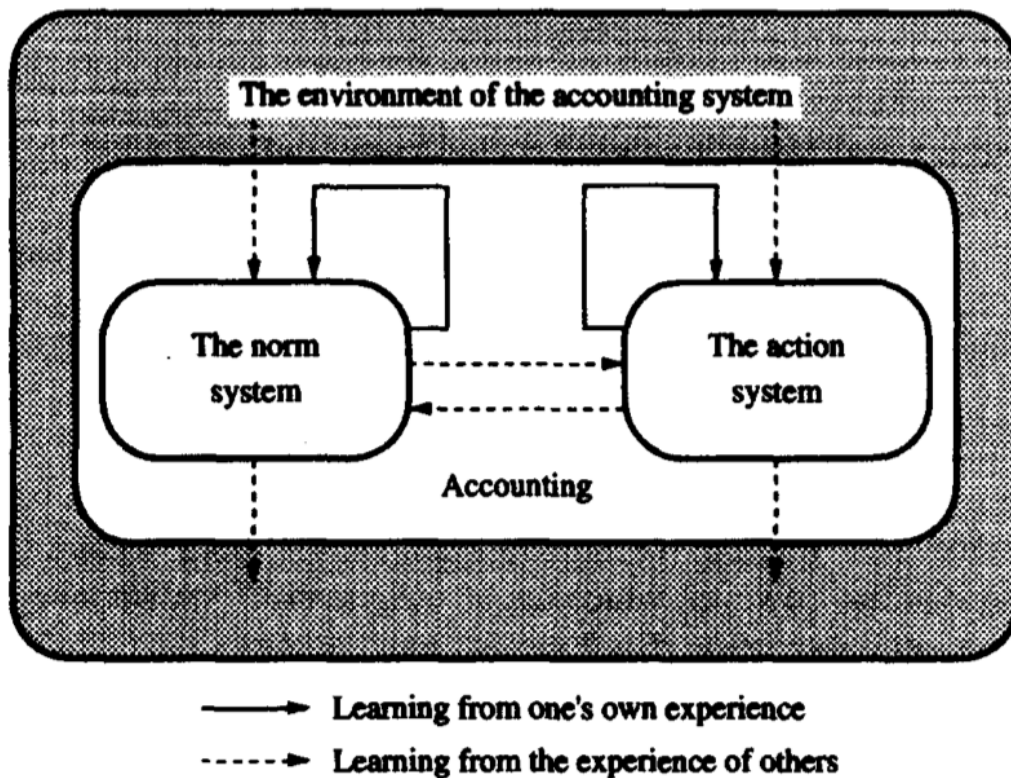 The environment of the accounting system
The norm
system
The action
system
Accounting
Learning from one's own experience
Learning from the experience of others